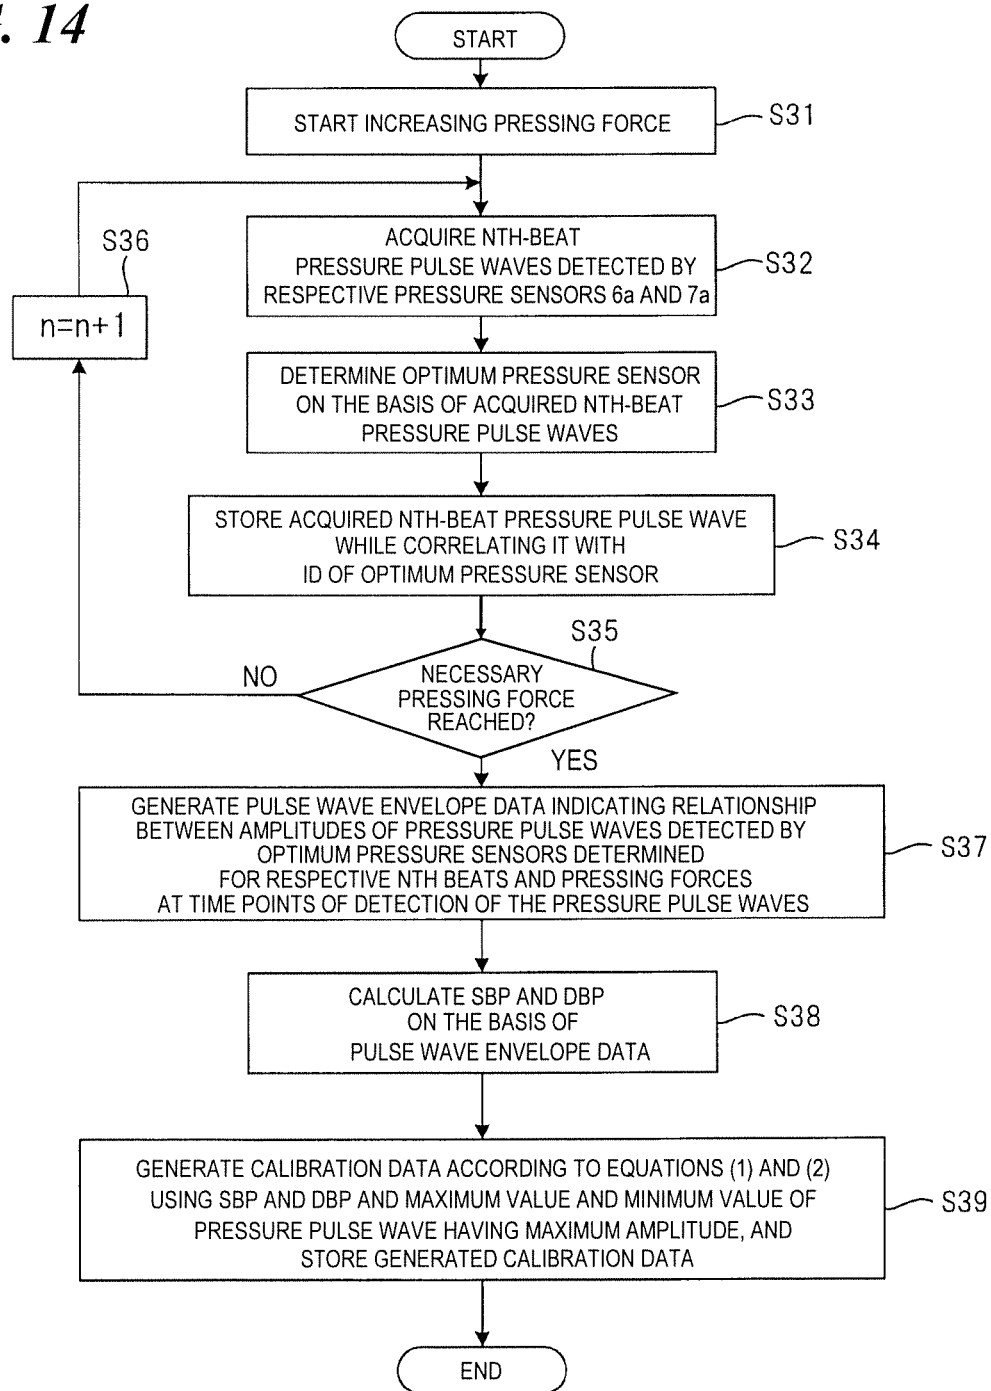 . 14
START
START INCREASING PRESSING FORCE
S31
ACQUIRE NTH-BEAT
PRESSURE PULSE WAVES DETECTED BY
RESPECTIVE PRESSURE SENSORS 6a AND 7a
S32
S36
n=n+1
DETERMINE OPTIMUM PRESSURE SENSOR
ON THE BASIS OF ACQUIRED NTH-BEAT
PRESSURE PULSE WAVES
S33
STORE ACQUIRED NTH-BEAT PRESSURE PULSE WAVE
WHILE CORRELATING IT WITH
ID OF OPTIMUM PRESSURE SENSOR
S34
S35
NECESSARY
PRESSING FORCE
REACHED?
NO
YES
GENERATE PULSE WAVE ENVELOPE DATA INDICATING RELATIONSHIP
BETWEEN AMPLITUDES OF PRESSURE PULSE WAVES DETECTED BY
OPTIMUM PRESSURE SENSORS DETERMINED
FOR RESPECTIVE NTH BEATS AND PRESSING FORCES
AT TIME POINTS OF DETECTION OF THE PRESSURE PULSE WAVES
S37
CALCULATE SBP AND DBP
ON THE BASIS OF
PULSE WAVE ENVELOPE DATA
S38
GENERATE CALIBRATION DATA ACCORDING TO EQUATIONS (1) AND (2)
USING SBP AND DBP AND MAXIMUM VALUE AND MINIMUM VALUE OF
PRESSURE PULSE WAVE HAVING MAXIMUM AMPLITUDE, AND
STORE GENERATED CALIBRATION DATA
S39
END